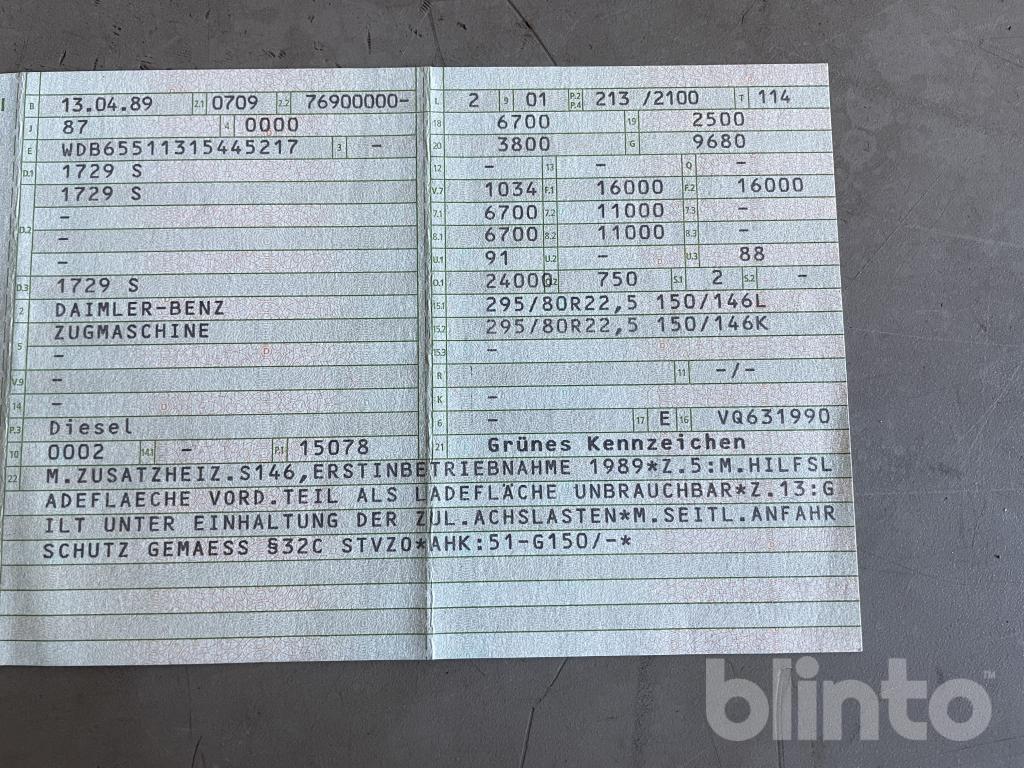 B 13.04.89 2.1 0709 2.2 76900000-
J 87 4 0000
E WDB65511315445217 3 -
D.1 1729 S
1729 S
D.2 -
-
-
D.3 1729 S
2 DAIMLER-BENZ
5 ZUGMASCHINE
-
V.9 -
14 -
P.3 Diesel
10 0002 14.1 - P.1 15078
L 2 9 01 P.2 P.4 213 /2100 T 114
18 6700 19 2500
20 3800 G 9680
12 - 13 - Q -
V.7 1034 F.1 16000 F.2 16000
7.1 6700 7.2 11000 7.3 -
8.1 6700 8.2 11000 8.3 -
U.1 91 U.2 - U.3 88
O.1 24000 O.2 750 S.1 2 S.2 -
15.1 295/80R22,5 150/146L
15.2 295/80R22,5 150/146K
15.3 -
R 11 -/-
K -
6 - 17 E 16 VQ631990
21 Grünes Kennzeichen
22 M.ZUSATZHEIZ.S146,ERSTINBETRIEBNAHME 1989*Z.5:M.HILFSL
ADEFLAECHE VORD.TEIL ALS LADEFLÄCHE UNBRAUCHBAR*Z.13:G
ILT UNTER EINHALTUNG DER ZUL.ACHSLASTEN*M.SEITL.ANFAHR
SCHUTZ GEMAESS §32C STVZO*AHK:51-G150/-*
blinto™